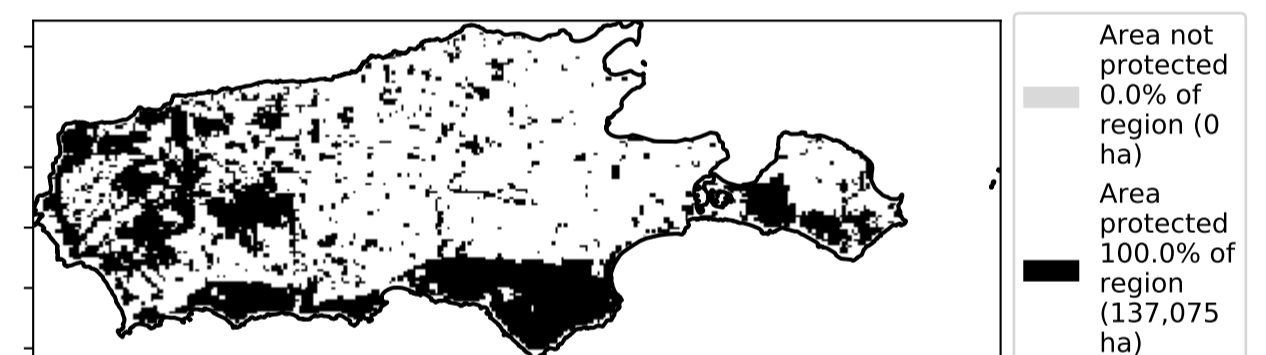 Area not
protected
0.0% of
region (0
ha)
Area
protected
100.0% of
region
(137,075
ha)